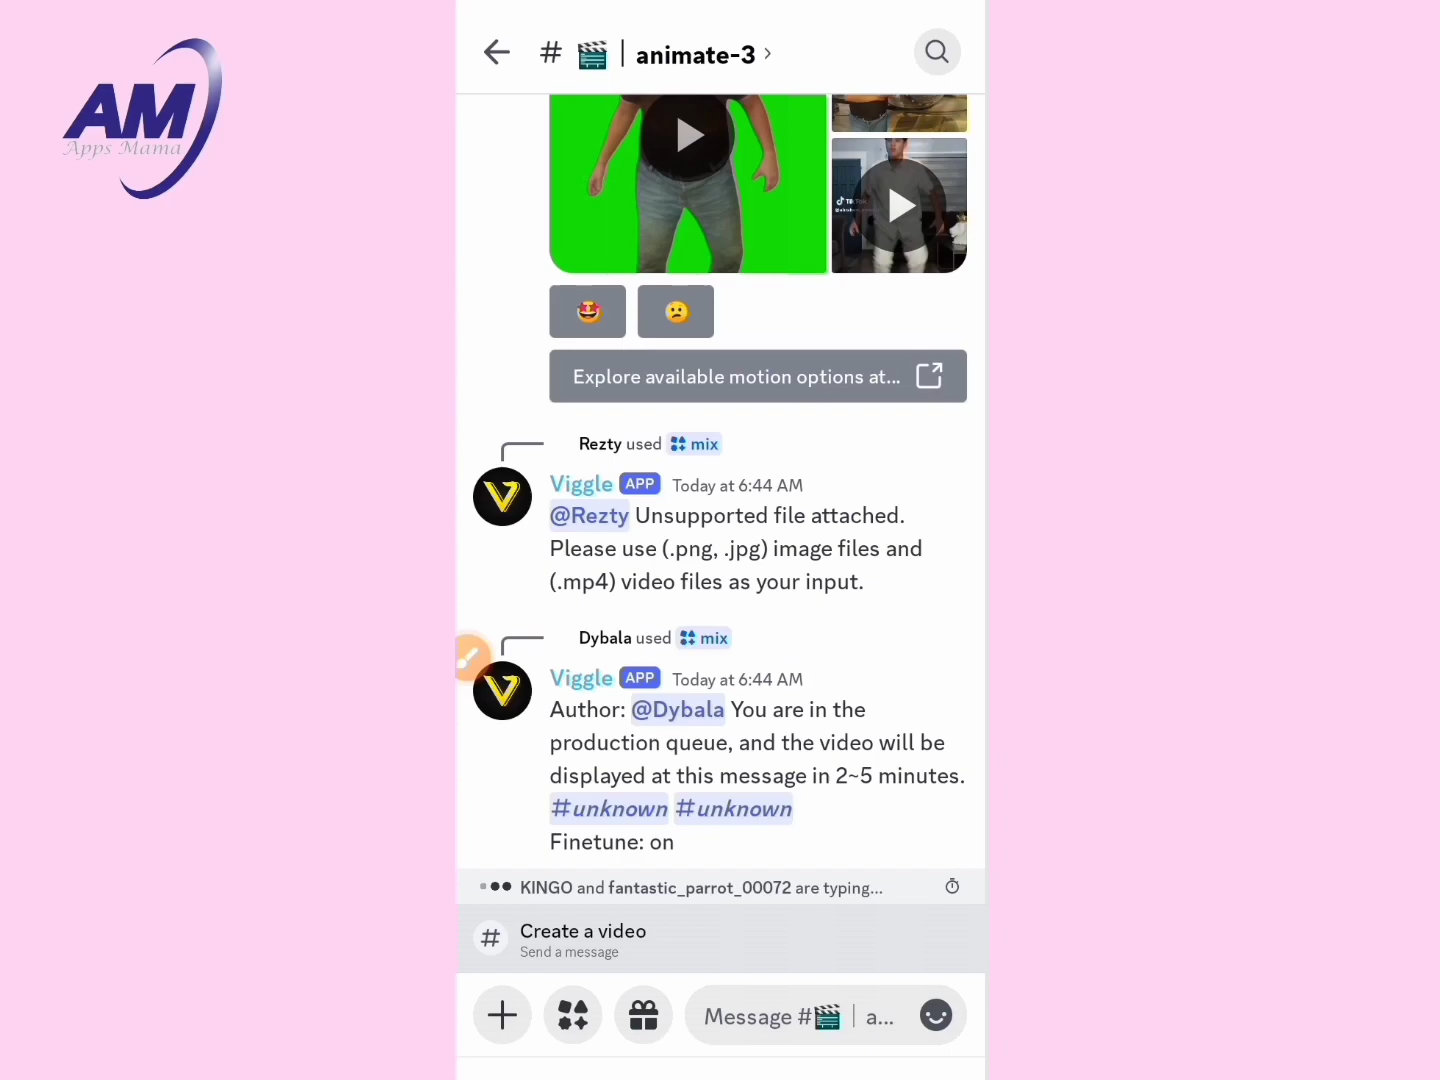 AM
Apps Mama
# 🎬 | animate-3 ›
Explore available motion options at...
Rezty used mix
Viggle APP Today at 6:44 AM
@Rezty Unsupported file attached.
Please use (.png, .jpg) image files and
(.mp4) video files as your input.
Dybala used mix
Viggle APP Today at 6:44 AM
Author: @Dybala You are in the
production queue, and the video will be
displayed at this message in 2~5 minutes.
#unknown #unknown
Finetune: on
KINGO and fantastic_parrot_00072 are typing...
# Create a video
Send a message
Message #🎬 | a...